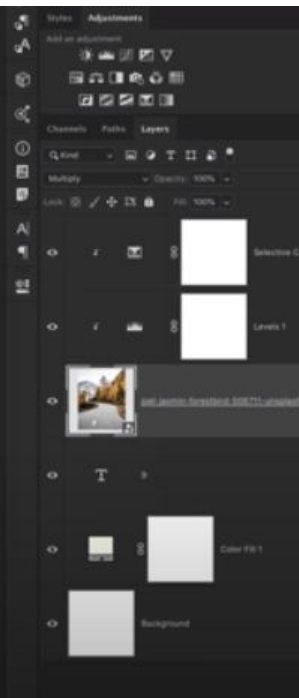 Styles Adjustments
Add an adjustment
Channels Paths Layers
Kind
Multiply Opacity: 100%
Lock: Fill: 100%
Selective C
Levels 1
Color Fill 1
Background